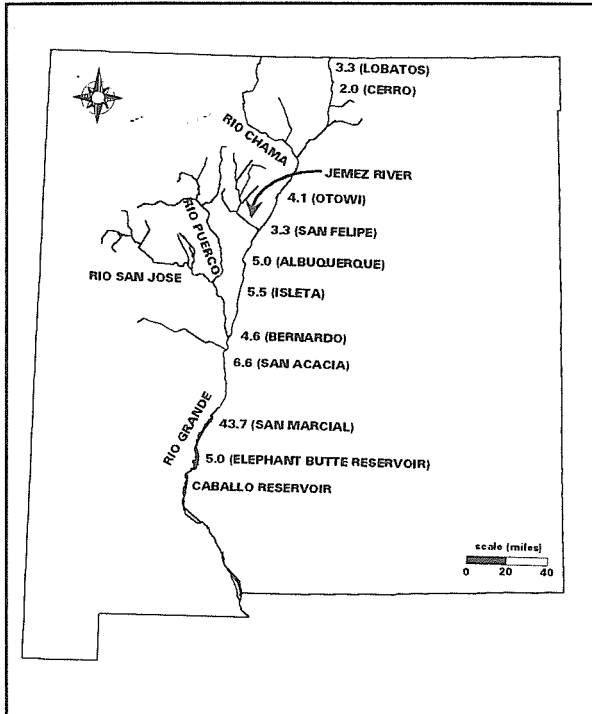 3.3 (LOBATOS)
2.0 (CERRO)
RIO CHAMA
JEMEZ RIVER
4.1 (OTOWI)
RIO PUERCO
3.3 (SAN FELIPE)
5.0 (ALBUQUERQUE)
RIO SAN JOSE
5.5 (ISLETA)
4.6 (BERNARDO)
6.6 (SAN ACACIA)
RIO GRANDE
43.7 (SAN MARCIAL)
5.0 (ELEPHANT BUTTE RESERVOIR)
CABALLO RESERVOIR
scale (miles)
0 20 40